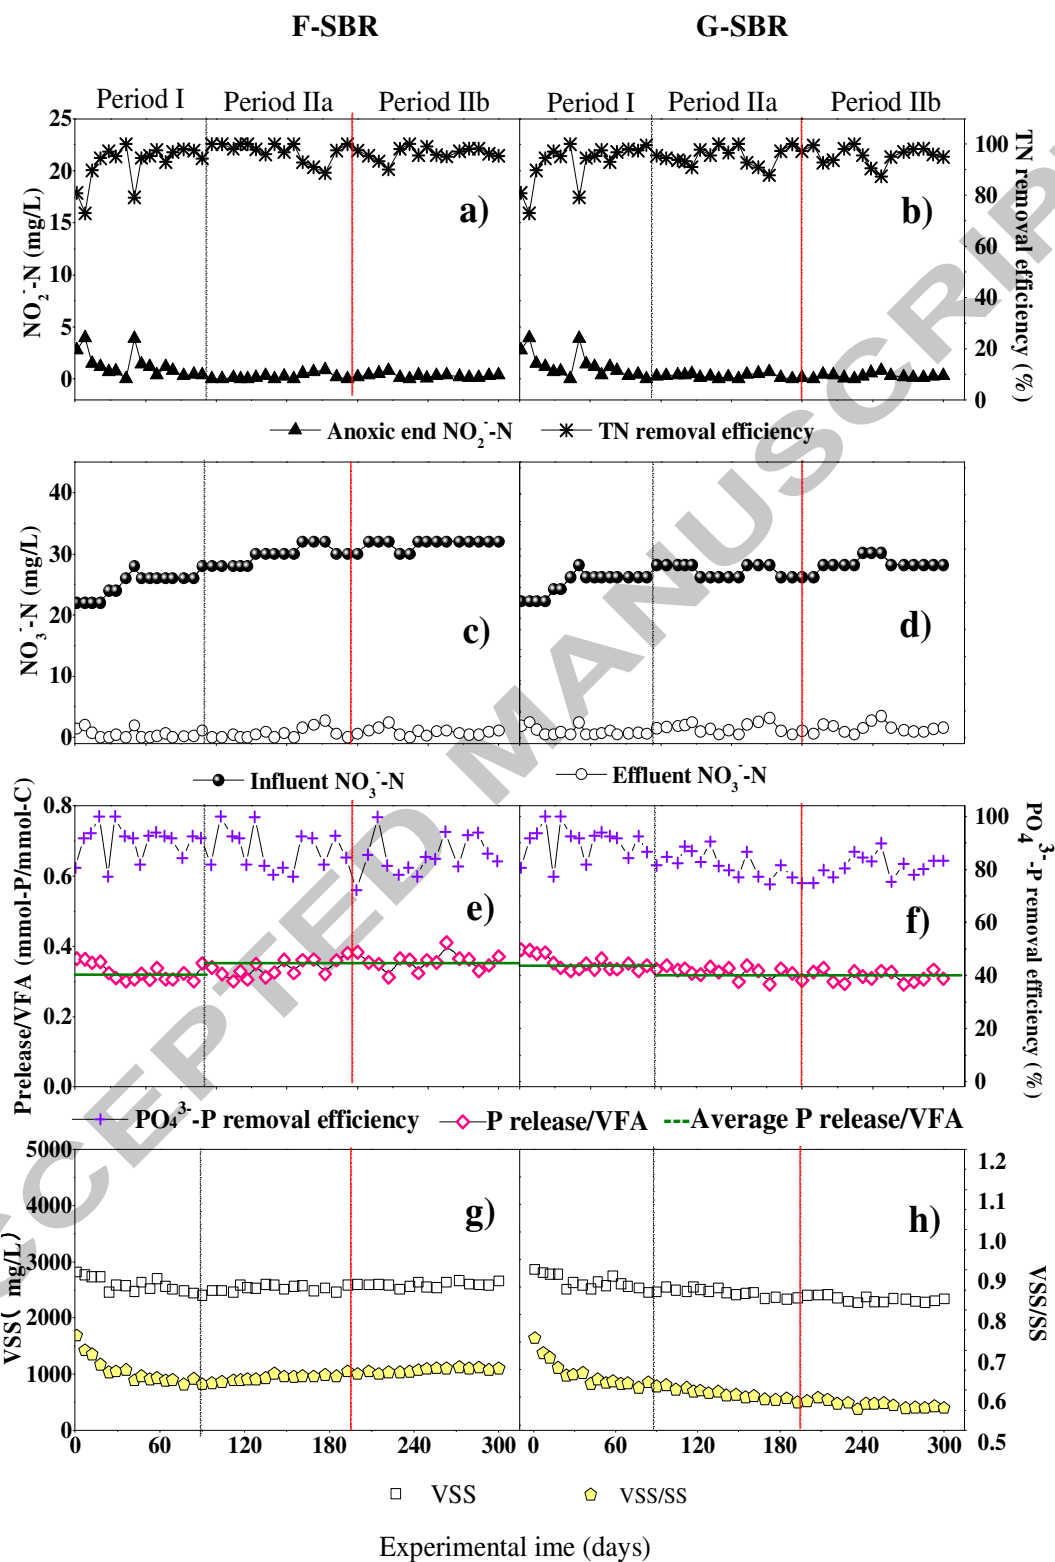 F-SBR G-SBR
Period I Period IIa Period IIb Period I Period IIa Period IIb
25 20 15 10 5 0
NO2⁻-N (mg/L)
a) b)
100 80 60 40 20 0
TN removal efficiency (%)
Anoxic end NO2⁻-N TN removal efficiency
40 30 20 10 0
NO3⁻-N (mg/L)
c) d)
Influent NO3⁻-N Effluent NO3⁻-N
0.8 0.6 0.4 0.2 0.0
Prelease/VFA (mmol-P/mmol-C)
e) f)
100 80 60 40 20 0
PO4³⁻-P removal efficiency (%)
PO4³⁻-P removal efficiency P release/VFA Average P release/VFA
5000 4000 3000 2000 1000 0
VSS( mg/L)
g) h)
1.2 1.1 1.0 0.9 0.8 0.7 0.6 0.5
VSS/SS
0 60 120 180 240 300 0 60 120 180 240 300
VSS VSS/SS
Experimental ime (days)
CCEPTED MANUSCRIP